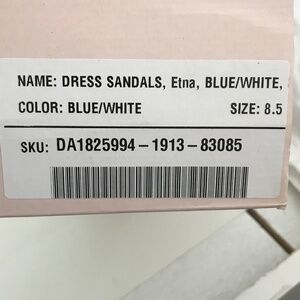 NAME: DRESS SANDALS, Etna, BLUE/WHITE,
COLOR: BLUE/WHITE SIZE: 8.5
SKU: DA1825994-1913-83085